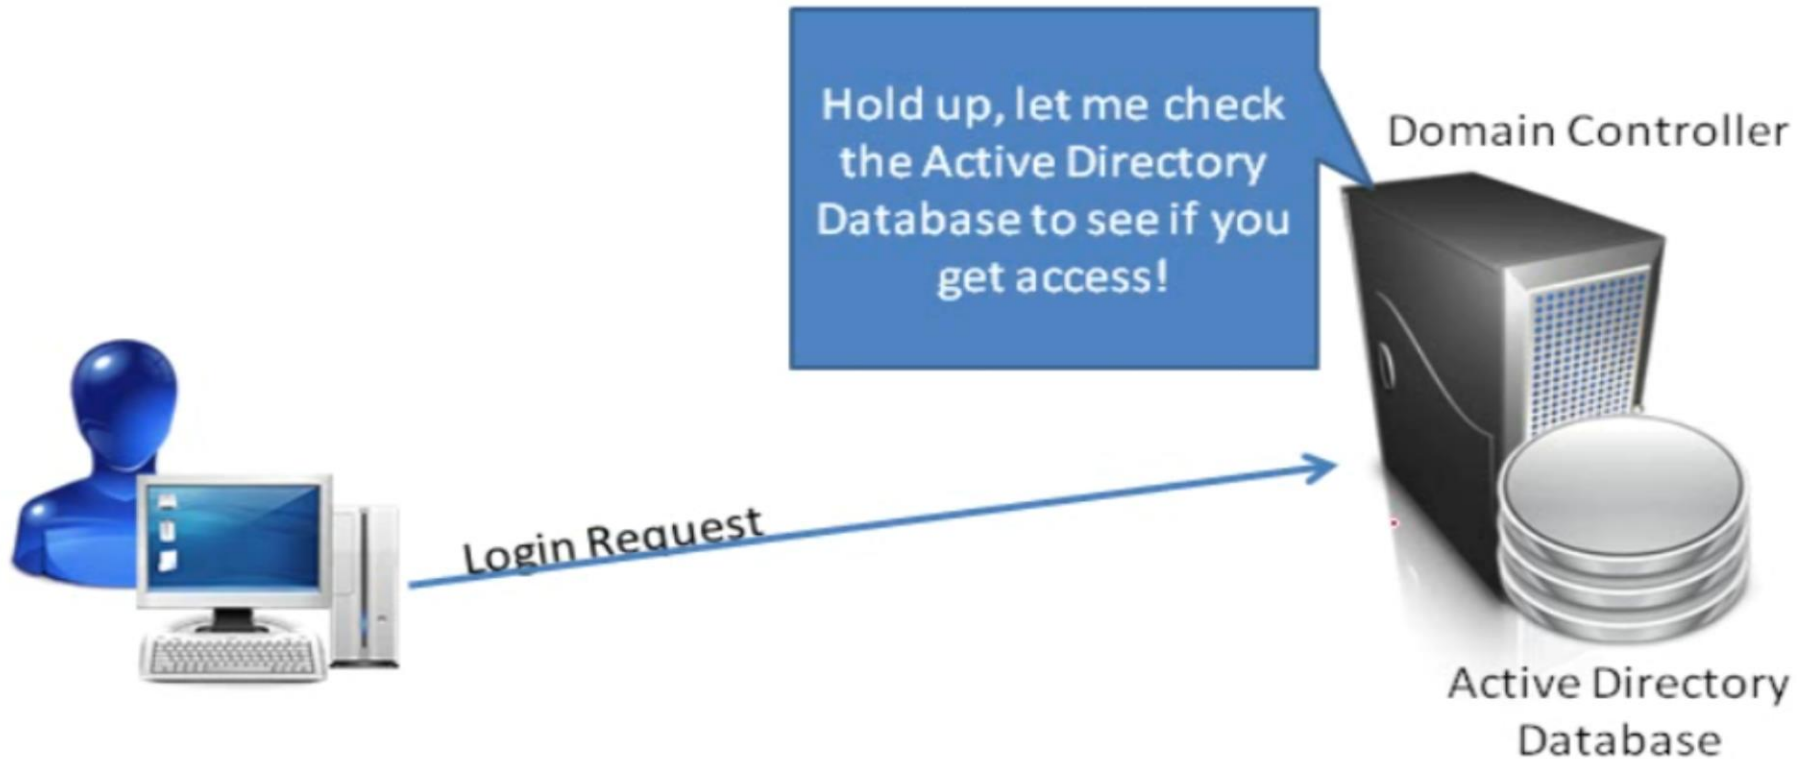 Hold up, let me check
the Active Directory
Database to see if you
get access!
Domain Controller
Login Request
Active Directory
Database